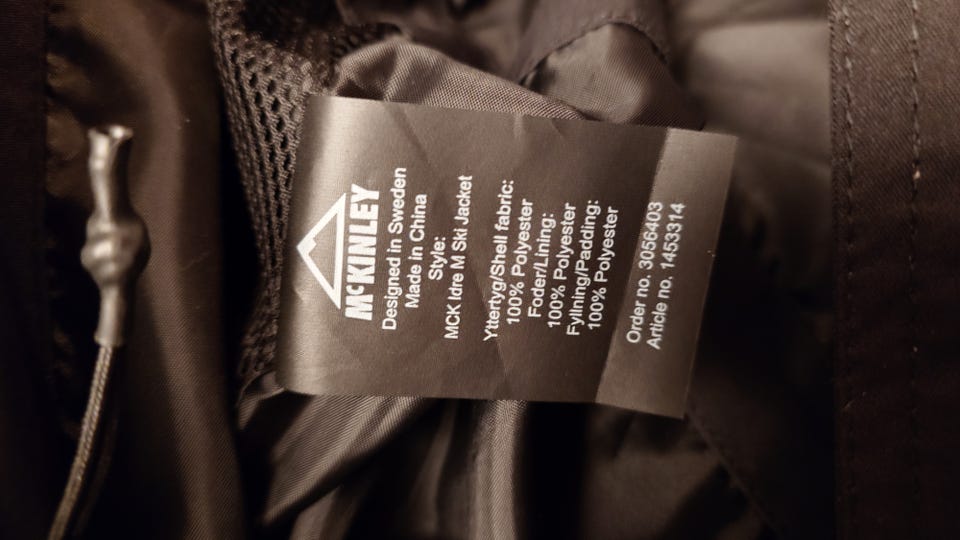 McKINLEY
Designed in Sweden
Made in China
Style:
MCK Idre M Ski Jacket
Yttertyg/Shell fabric:
100% Polyester
Foder/Lining:
100% Polyester
Fyllning/Padding:
100% Polyester
Order no. 3056403
Article no. 1453314